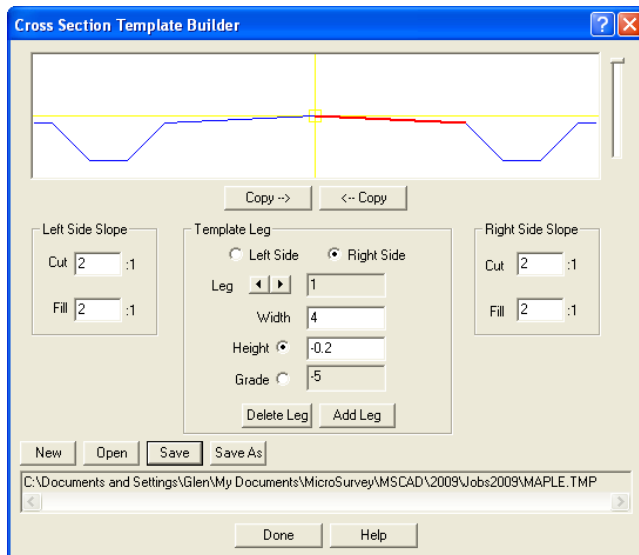 Cross Section Template Builder
Copy --> <-- Copy
Left Side Slope
Cut 2 :1
Fill 2 :1
Template Leg
Left Side Right Side
Leg 1
Width 4
Height -0.2
Grade -5
Delete Leg Add Leg
Right Side Slope
Cut 2 :1
Fill 2 :1
New Open Save Save As
C:\Documents and Settings\Glen\My Documents\MicroSurvey\MSCAD\2009\Jobs2009\MAPLE.TMP
Done Help